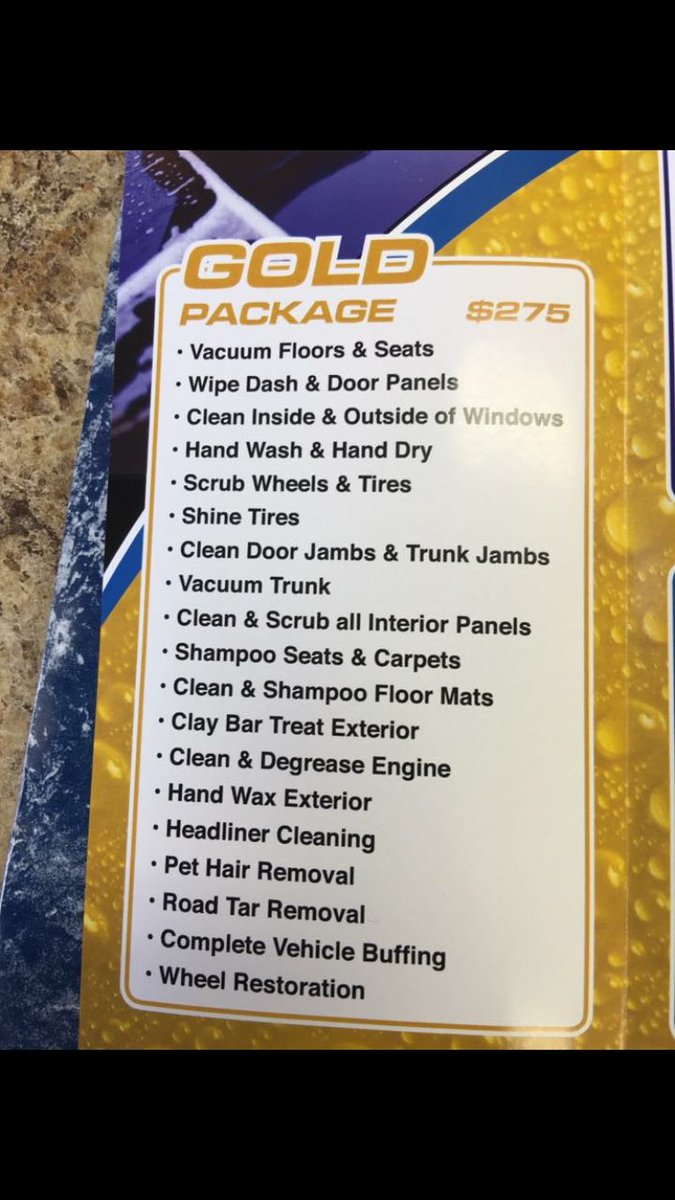 GOLD
PACKAGE $275
• Vacuum Floors & Seats
• Wipe Dash & Door Panels
• Clean Inside & Outside of Windows
• Hand Wash & Hand Dry
• Scrub Wheels & Tires
• Shine Tires
• Clean Door Jambs & Trunk Jambs
• Vacuum Trunk
• Clean & Scrub all Interior Panels
• Shampoo Seats & Carpets
• Clean & Shampoo Floor Mats
• Clay Bar Treat Exterior
• Clean & Degrease Engine
• Hand Wax Exterior
• Headliner Cleaning
• Pet Hair Removal
• Road Tar Removal
• Complete Vehicle Buffing
• Wheel Restoration